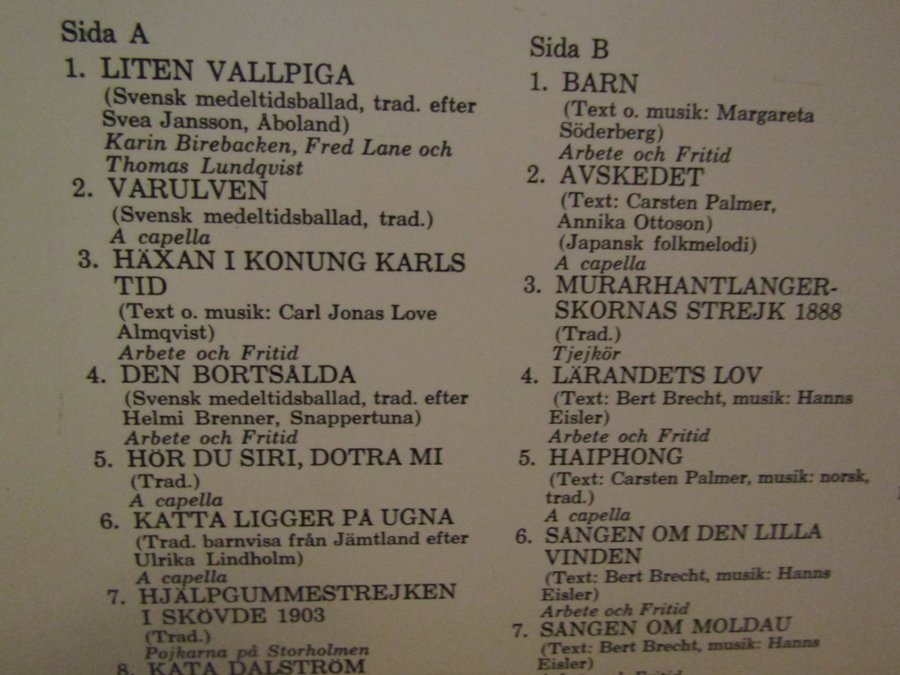 Sida A
1. LITEN VALLPIGA
(Svensk medeltidsballad, trad. efter
Svea Jansson, Åboland)
Karin Birebacken, Fred Lane och
Thomas Lundqvist
2. VARULVEN
(Svensk medeltidsballad, trad.)
A capella
3. HÄXAN I KONUNG KARLS
TID
(Text o. musik: Carl Jonas Love
Almqvist)
Arbete och Fritid
4. DEN BORTSÅLDA
(Svensk medeltidsballad, trad. efter
Helmi Brenner, Snappertuna)
Arbete och Fritid
5. HÖR DU SIRI, DOTRA MI
(Trad.)
A capella
6. KATTA LIGGER PÅ UGNA
(Trad. barnvisa från Jämtland efter
Ulrika Lindholm)
A capella
7. HJÄLPGUMMESTREJKEN
I SKÖVDE 1903
(Trad.)
Pojkarna på Storholmen
8. KATA DALSTRÖM
Sida B
1. BARN
(Text o. musik: Margareta
Söderberg)
Arbete och Fritid
2. AVSKEDET
(Text: Carsten Palmer,
Annika Ottoson)
(Japansk folkmelodi)
A capella
3. MURARHANTLANGER-
SKORNAS STREJK 1888
(Trad.)
Tjejkör
4. LÄRANDETS LOV
(Text: Bert Brecht, musik: Hanns
Eisler)
Arbete och Fritid
5. HAIPHONG
(Text: Carsten Palmer, musik: norsk,
trad.)
A capella
6. SÅNGEN OM DEN LILLA
VINDEN
(Text: Bert Brecht, musik: Hanns
Eisler)
Arbete och Fritid
7. SÅNGEN OM MOLDAU
(Text: Bert Brecht, musik: Hanns
Eisler)